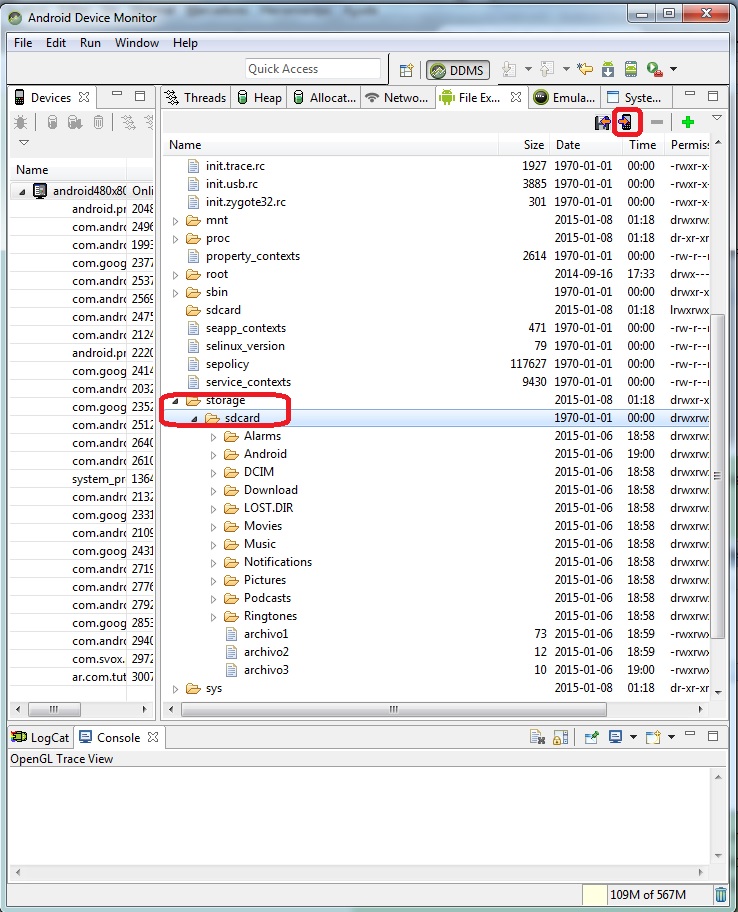 Android Device Monitor
File Edit Run Window Help
Quick Access DDMS
Devices Threads Heap Allocat... Netwo... File Ex... Emula... Syste...
Name
android480x80 Onli
android.pr 2048
com.andro 2496
com.andro 1993
com.goog 2377
com.andro 2537
com.andro 2569
com.andro 2475
com.andro 2124
android.pr 2220
com.goog 2414
com.andro 2032
com.goog 2352
com.andro 2512
com.andro 2640
com.andro 2610
system_pro 1364
com.andro 2132
com.goog 2331
com.andro 2109
com.goog 2431
com.andro 2719
com.andro 2776
com.andro 2792
com.goog 2853
com.andro 2940
com.svox. 2972
ar.com.tut 3007
Name Size Date Time Permiss
init.trace.rc 1927 1970-01-01 00:00 -rwxr-x-
init.usb.rc 3885 1970-01-01 00:00 -rwxr-x-
init.zygote32.rc 301 1970-01-01 00:00 -rwxr-x-
mnt 2015-01-08 01:18 drwxrwx
proc 2015-01-08 01:18 dr-xr-xr
property_contexts 2614 1970-01-01 00:00 -rw-r--r
root 2014-09-16 17:33 drwx---
sbin 1970-01-01 00:00 drwxr-x
sdcard 2015-01-08 01:18 lrwxrwx
seapp_contexts 471 1970-01-01 00:00 -rw-r--r
selinux_version 79 1970-01-01 00:00 -rw-r--r
sepolicy 117627 1970-01-01 00:00 -rw-r--r
service_contexts 9430 1970-01-01 00:00 -rw-r--r
storage 2015-01-08 01:18 drwxr-x
sdcard 1970-01-01 00:00 drwxrwx
Alarms 2015-01-06 18:58 drwxrwx
Android 2015-01-06 19:00 drwxrwx
DCIM 2015-01-06 18:58 drwxrwx
Download 2015-01-06 18:58 drwxrwx
LOST.DIR 2015-01-06 18:58 drwxrwx
Movies 2015-01-06 18:58 drwxrwx
Music 2015-01-06 18:58 drwxrwx
Notifications 2015-01-06 18:58 drwxrwx
Pictures 2015-01-06 18:58 drwxrwx
Podcasts 2015-01-06 18:58 drwxrwx
Ringtones 2015-01-06 18:58 drwxrwx
archivo1 73 2015-01-06 18:59 -rwxrwx
archivo2 12 2015-01-06 18:59 -rwxrwx
archivo3 10 2015-01-06 19:00 -rwxrwx
sys 2015-01-08 01:18 dr-xr-xr
LogCat Console
OpenGL Trace View
109M of 567M